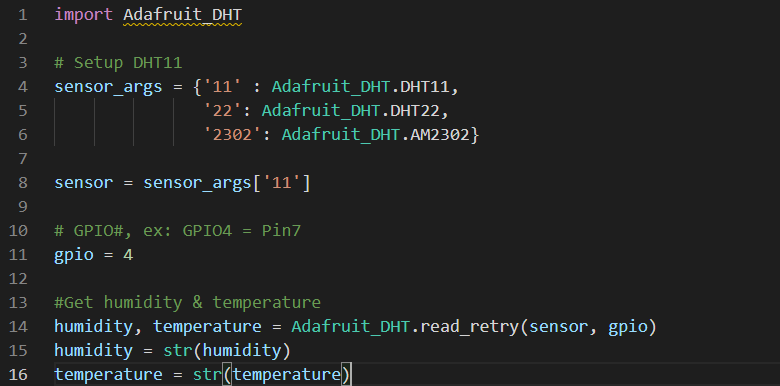 1 import Adafruit_DHT
2
3 # Setup DHT11
4 sensor_args = {'11' : Adafruit_DHT.DHT11,
5 '22': Adafruit_DHT.DHT22,
6 '2302': Adafruit_DHT.AM2302}
7
8 sensor = sensor_args['11']
9
10 # GPIO#, ex: GPIO4 = Pin7
11 gpio = 4
12
13 #Get humidity & temperature
14 humidity, temperature = Adafruit_DHT.read_retry(sensor, gpio)
15 humidity = str(humidity)
16 temperature = str(temperature)